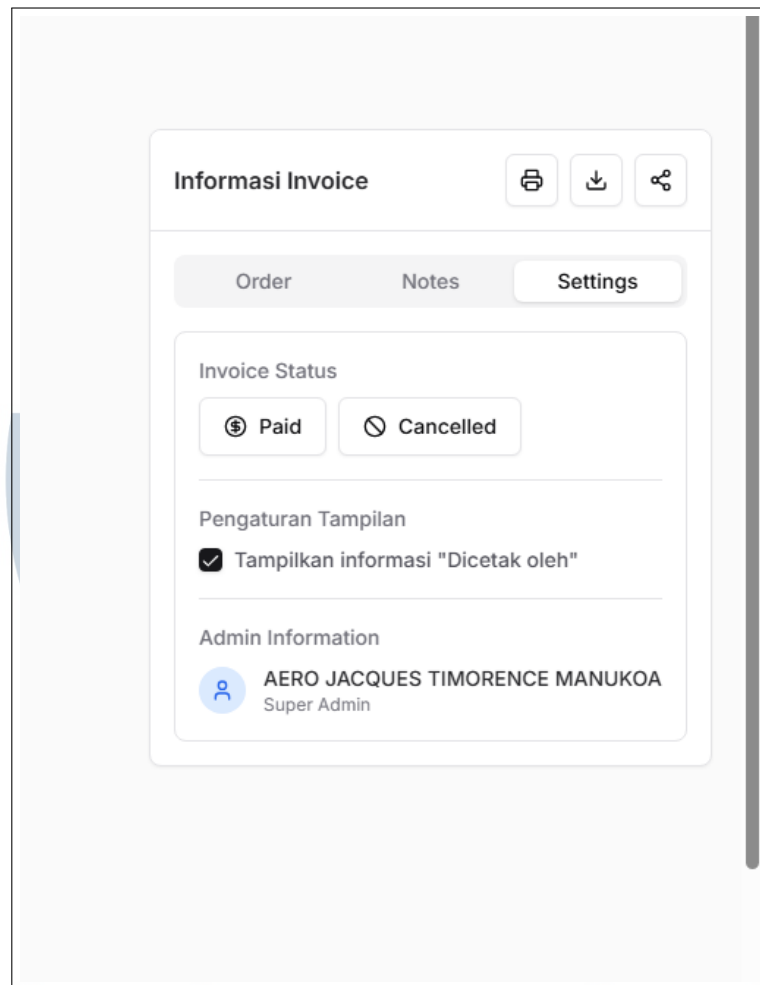 Informasi Invoice
Order Notes Settings
Invoice Status
Paid Cancelled
Pengaturan Tampilan
Tampilkan informasi "Dicetak oleh"
Admin Information
AERO JACQUES TIMORENCE MANUKOA
Super Admin